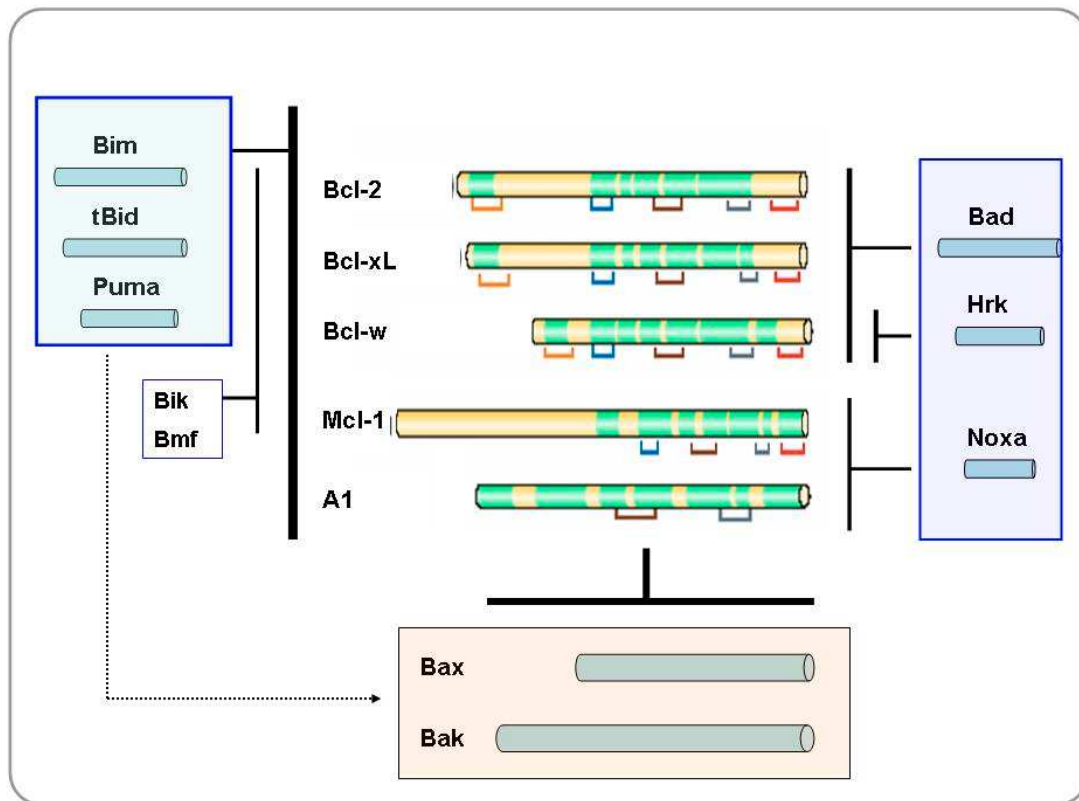 Bim
tBid
Puma
Bik
Bmf
Bcl-2
Bcl-xL
Bcl-w
Mcl-1
A1
Bad
Hrk
Noxa
Bax
Bak